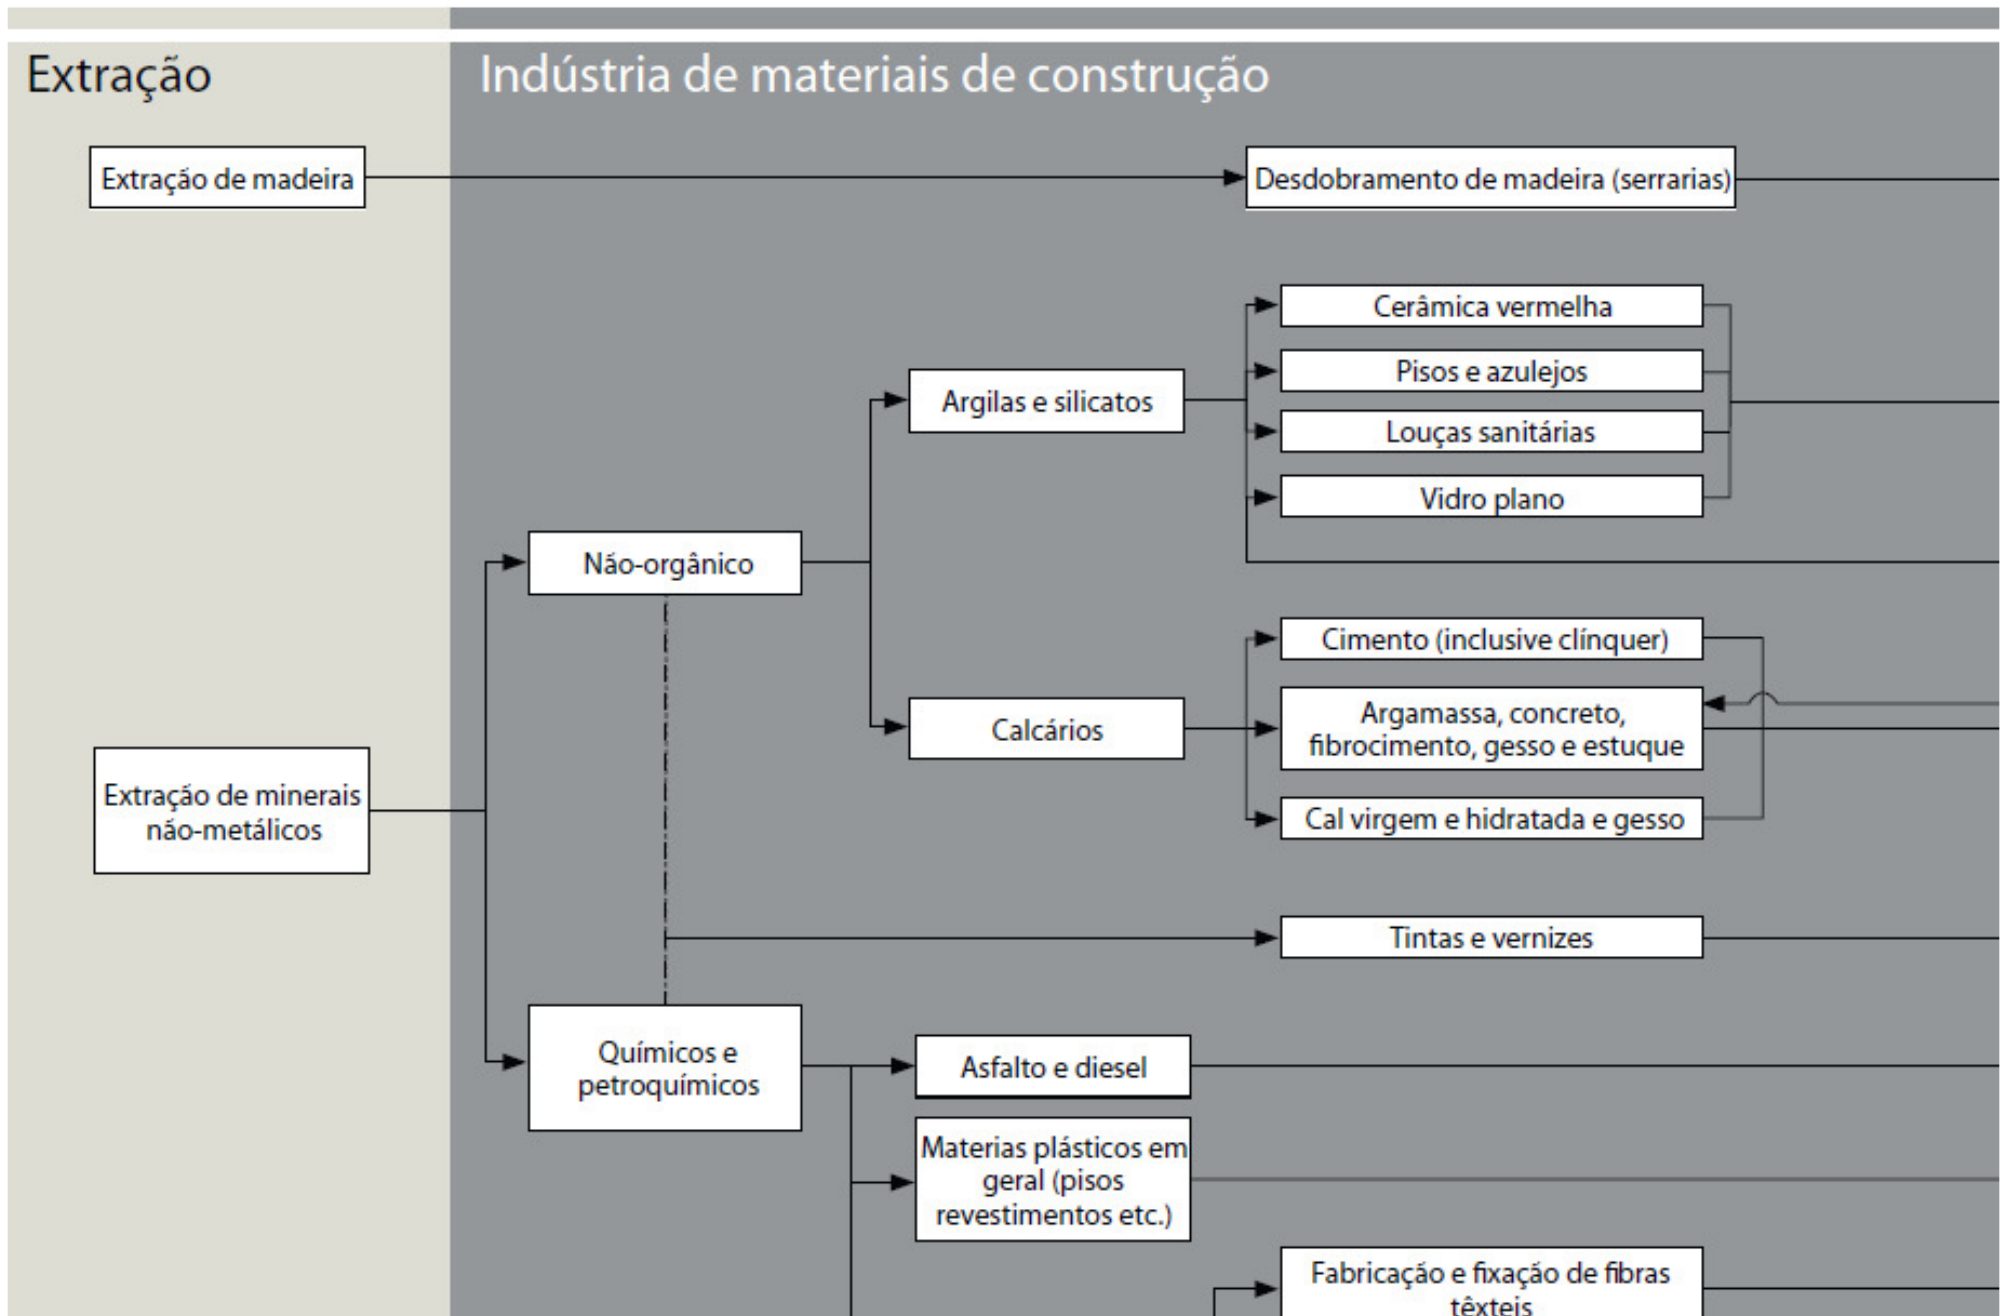 Extração
Indústria de materiais de construção
Extração de madeira
Desdobramento de madeira (serrarias)
Cerâmica vermelha
Pisos e azulejos
Argilas e silicatos
Louças sanitárias
Vidro plano
Não-orgânico
Cimento (inclusive clínquer)
Argamassa, concreto,
fibrocimento, gesso e estuque
Calcários
Extração de minerais
não-metálicos
Cal virgem e hidratada e gesso
Tintas e vernizes
Químicos e
petroquímicos
Asfalto e diesel
Materias plásticos em
geral (pisos
revestimentos etc.)
Fabricação e fixação de fibras
têxteis